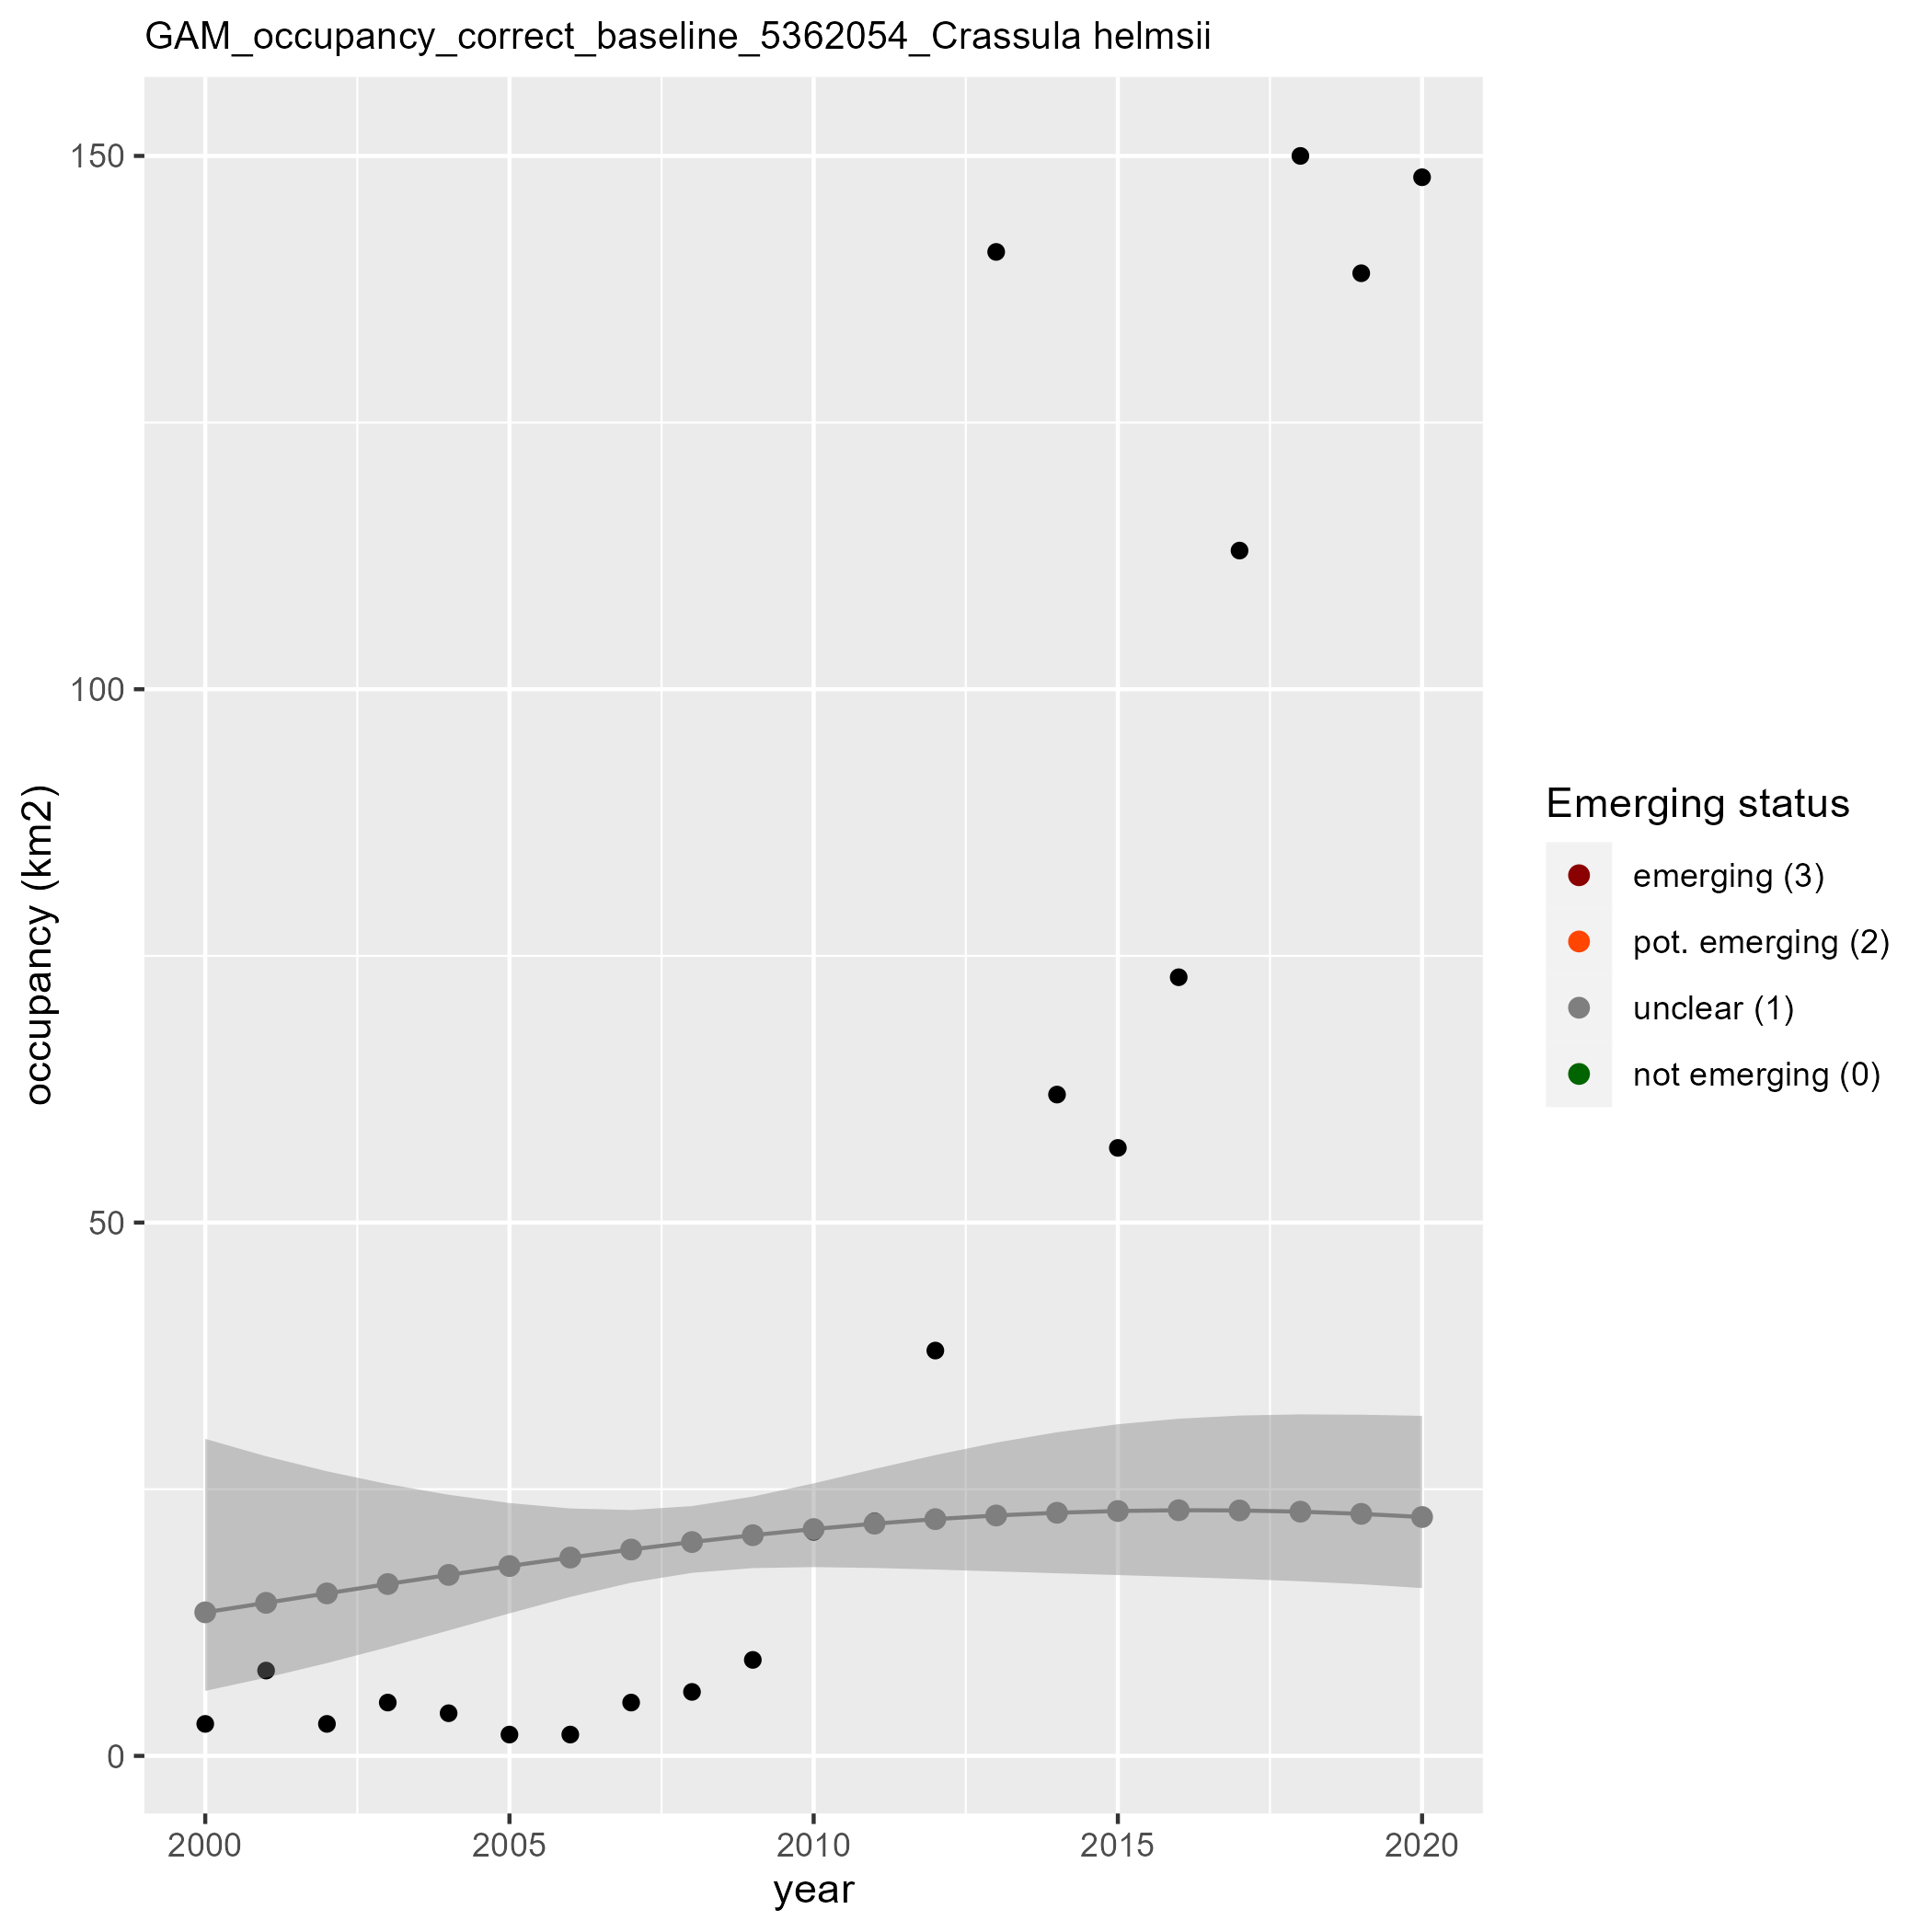 GAM_occupancy_correct_baseline_5362054_Crassula helmsii
150
100
50
0
occupancy (km2)
2000
2005
2010
2015
2020
year
Emerging status
emerging (3)
pot. emerging (2)
unclear (1)
not emerging (0)